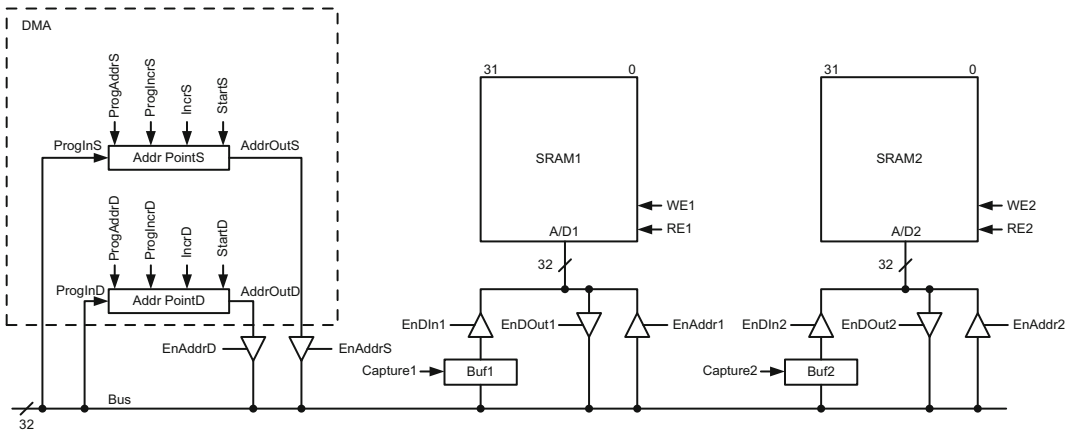 DMA
ProgAddrS
ProgIncrS
IncrS
StartS
ProgInS
Addr PointS
AddrOutS
ProgAddrD
ProgIncrD
IncrD
StartD
ProgInD
Addr PointD
AddrOutD
EnAddrD
EnAddrS
Bus
32
31
0
SRAM1
WE1
RE1
A/D1
32
EnDIn1
EnDOut1
EnAddr1
Capture1
Buf1
31
0
SRAM2
WE2
RE2
A/D2
32
EnDIn2
EnDOut2
EnAddr2
Capture2
Buf2